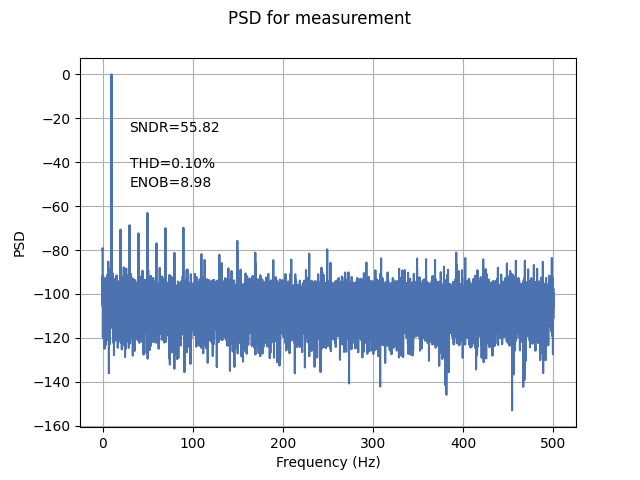 PSD for measurement
0
−20
−40
−60
−80
−100
−120
−140
−160
PSD
SNDR=55.82
THD=0.10%
ENOB=8.98
0 100 200 300 400 500
Frequency (Hz)